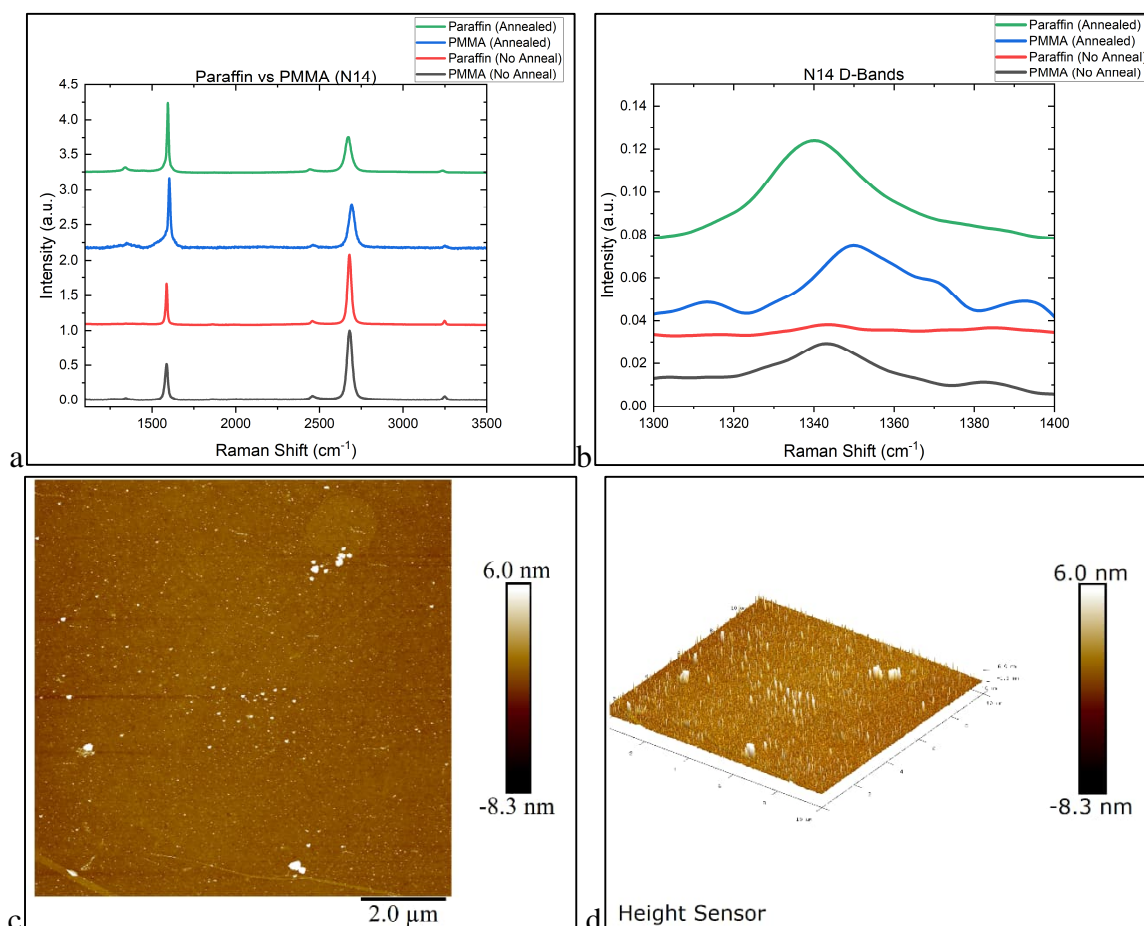 a
Paraffin (Annealed)
PMMA (Annealed)
Paraffin (No Anneal)
PMMA (No Anneal)
Paraffin vs PMMA (N14)
4.5
4.0
3.5
3.0
2.5
2.0
1.5
1.0
0.5
0.0
Intensity (a.u.)
1500 2000 2500 3000 3500
Raman Shift (cm-1)
b
Paraffin (Annealed)
PMMA (Annealed)
Paraffin (No Anneal)
PMMA (No Anneal)
N14 D-Bands
0.14
0.12
0.10
0.08
0.06
0.04
0.02
0.00
Intensity (a.u.)
1300 1320 1340 1360 1380 1400
Raman Shift (cm-1)
c
6.0 nm
-8.3 nm
2.0 µm
d
6.0 nm
-8.3 nm
Height Sensor